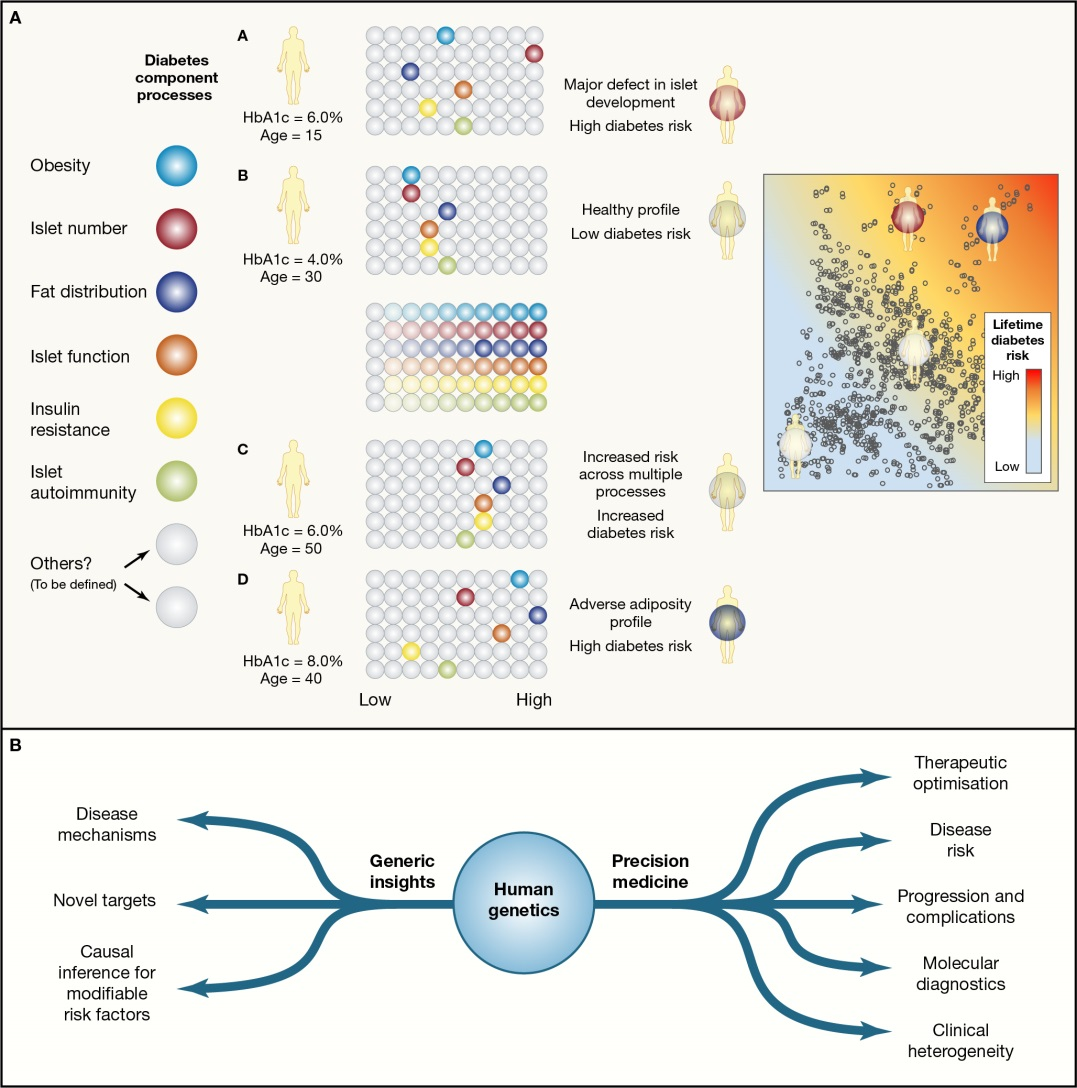 A
Diabetes
component
processes
Obesity
Islet number
Fat distribution
Islet function
Insulin
resistance
Islet
autoimmunity
Others?
(To be defined)
A
HbA1c = 6.0%
Age = 15
Major defect in islet
development
High diabetes risk
B
HbA1c = 4.0%
Age = 30
Healthy profile
Low diabetes risk
C
HbA1c = 6.0%
Age = 50
Increased risk
across multiple
processes
Increased
diabetes risk
D
HbA1c = 8.0%
Age = 40
Adverse adiposity
profile
High diabetes risk
Low
High
Lifetime
diabetes
risk
High
Low
B
Disease
mechanisms
Novel targets
Causal
inference for
modifiable
risk factors
Generic
insights
Human
genetics
Precision
medicine
Therapeutic
optimisation
Disease
risk
Progression and
complications
Molecular
diagnostics
Clinical
heterogeneity